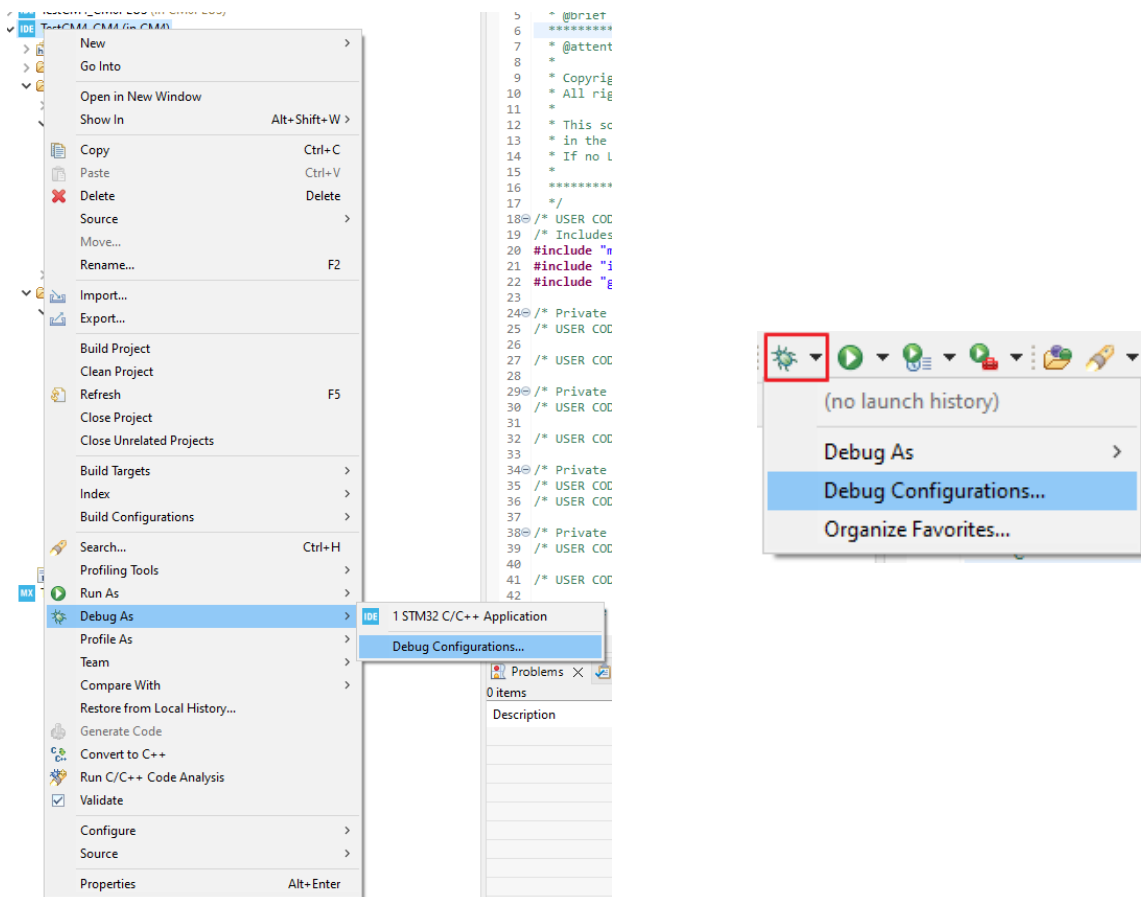 IDE TestCM4_CM4 (in CM4)
New
Go Into
Open in New Window
Show In Alt+Shift+W >
Copy Ctrl+C
Paste Ctrl+V
Delete Delete
Source
Move...
Rename... F2
Import...
Export...
Build Project
Clean Project
Refresh F5
Close Project
Close Unrelated Projects
Build Targets
Index
Build Configurations
Search... Ctrl+H
Profiling Tools
MX
Run As
Debug As
Profile As
Team
Compare With
Restore from Local History...
Generate Code
Convert to C++
Run C/C++ Code Analysis
Validate
Configure
Source
Properties Alt+Enter
IDE 1 STM32 C/C++ Application
Debug Configurations...
5 * @brief
6 *********
7 * @attent
8 *
9 * Copyrig
10 * All rig
11 *
12 * This so
13 * in the
14 * If no L
15 *
16 *********
17 */
18 /* USER COD
19 /* Includes
20 #include "m
21 #include "i
22 #include "g
23
24 /* Private
25 /* USER COD
26
27 /* USER COD
28
29 /* Private
30 /* USER COD
31
32 /* USER COD
33
34 /* Private
35 /* USER COD
36 /* USER COD
37
38 /* Private
39 /* USER COD
40
41 /* USER COD
42
Problems
0 items
Description
(no launch history)
Debug As
Debug Configurations...
Organize Favorites...